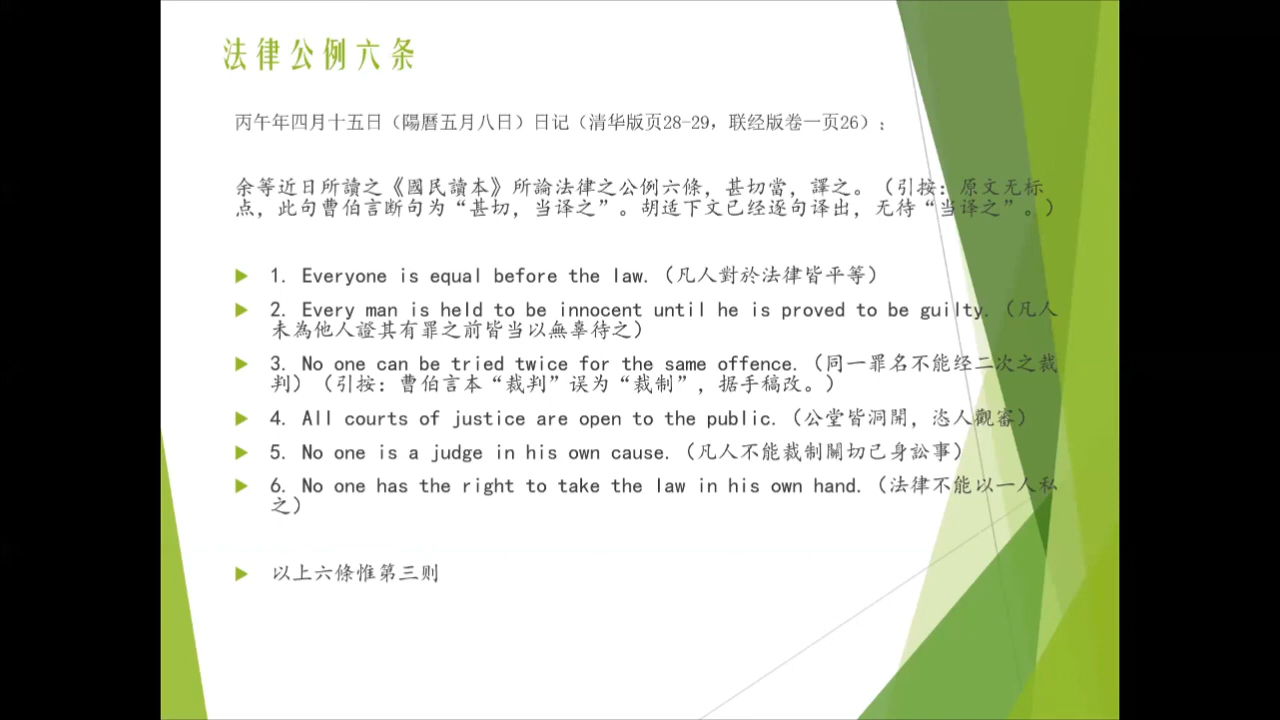 法律公例六条
丙午年四月十五日（陽曆五月八日）日记（清华版页28-29，联经版卷一页26）：
余等近日所讀之《國民讀本》所論法律之公例六條，甚切當，譯之。（引按：原文无标
点，此句曹伯言断句为“甚切，当译之”。胡适下文已经逐句译出，无待“当译之”。）
1. Everyone is equal before the law.（凡人對於法律皆平等）
2. Every man is held to be innocent until he is proved to be guilty.（凡人
未為他人證其有罪之前皆当以無辜待之）
3. No one can be tried twice for the same offence.（同一罪名不能经二次之裁
判）（引按：曹伯言本“裁判”误为“裁制”，据手稿改。）
4. All courts of justice are open to the public.（公堂皆洞開，恣人觀審）
5. No one is a judge in his own cause.（凡人不能裁制關切己身訟事）
6. No one has the right to take the law in his own hand.（法律不能以一人私
之）
以上六條惟第三则